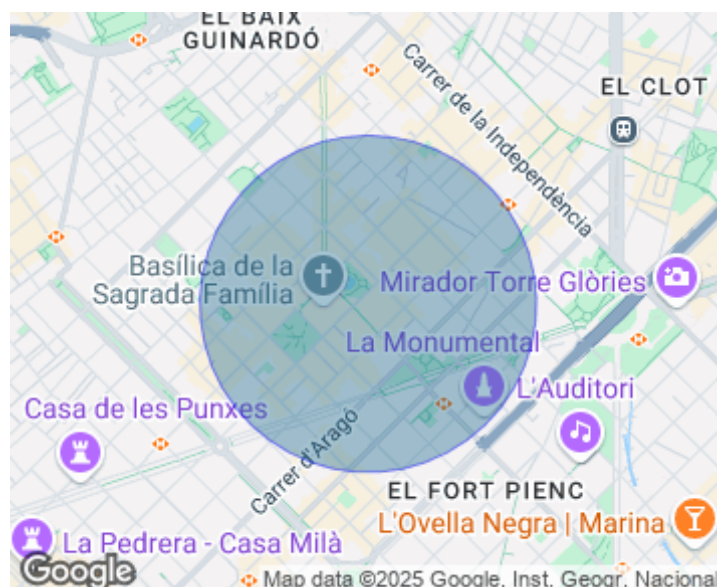 EL BAIX
GUINARDÓ
Carrer de la Independència
EL CLOT
Basílica de la
Sagrada Família
Mirador Torre Glòries
La Monumental
L'Auditori
Casa de les Punxes
Carrer d'Aragó
EL FORT PIENC
L'Ovella Negra | Marina
La Pedrera - Casa Milà
Google
Map data ©2025 Google, Inst. Geogr. Nacional